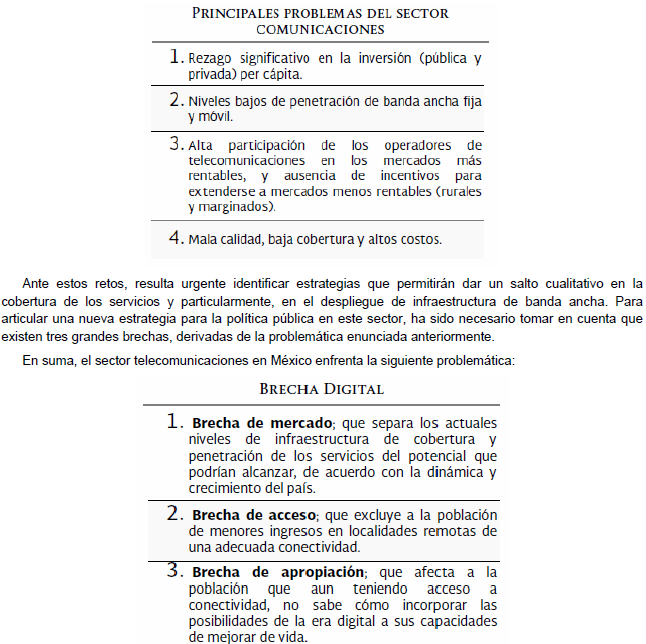 PRINCIPALES PROBLEMAS DEL SECTOR
COMUNICACIONES
1. Rezago significativo en la inversión (pública y
privada) per cápita.
2. Niveles bajos de penetración de banda ancha fija
y móvil.
3. Alta participación de los operadores de
telecomunicaciones en los mercados más
rentables, y ausencia de incentivos para
extenderse a mercados menos rentables (rurales
y marginados).
4. Mala calidad, baja cobertura y altos costos.
Ante estos retos, resulta urgente identificar estrategias que permitirán dar un salto cualitativo en la
cobertura de los servicios y particularmente, en el despliegue de infraestructura de banda ancha. Para
articular una nueva estrategia para la política pública en este sector, ha sido necesario tomar en cuenta que
existen tres grandes brechas, derivadas de la problemática enunciada anteriormente.
En suma, el sector telecomunicaciones en México enfrenta la siguiente problemática:
BRECHA DIGITAL
1. Brecha de mercado; que separa los actuales
niveles de infraestructura de cobertura y
penetración de los servicios del potencial que
podrían alcanzar, de acuerdo con la dinámica y
crecimiento del país.
2. Brecha de acceso; que excluye a la población
de menores ingresos en localidades remotas de
una adecuada conectividad.
3. Brecha de apropiación; que afecta a la
población que aun teniendo acceso a
conectividad, no sabe cómo incorporar las
posibilidades de la era digital a sus capacidades
de mejorar de vida.